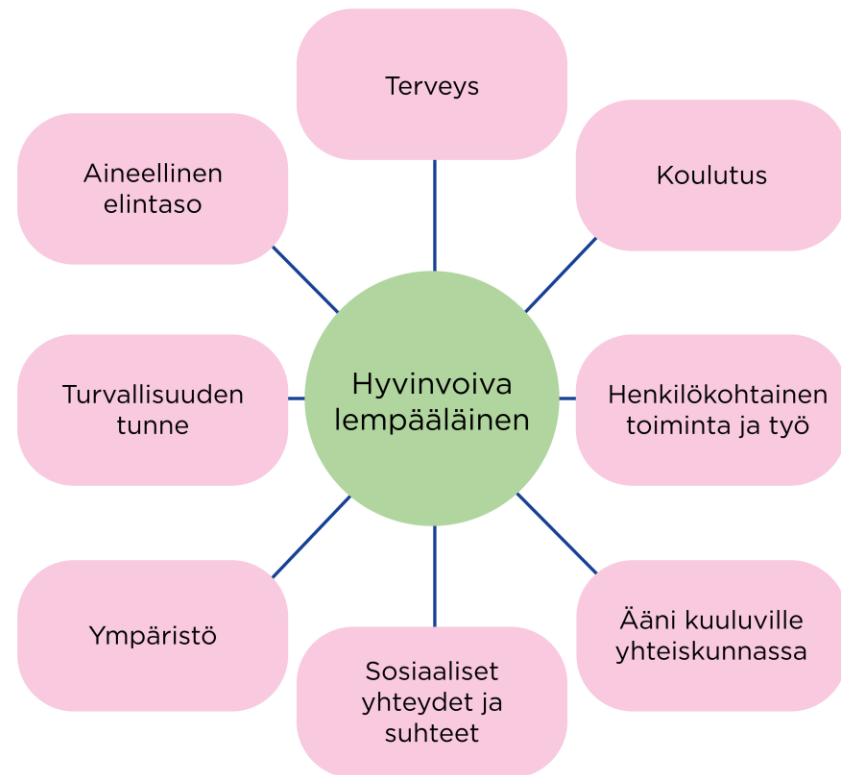 Terveys
Aineellinen
elintaso
Koulutus
Turvallisuuden
tunne
Hyvinvoiva
lempääläinen
Henkilökohtainen
toiminta ja työ
Ympäristö
Sosiaaliset
yhteydet ja
suhteet
Ääni kuuluville
yhteiskunnassa